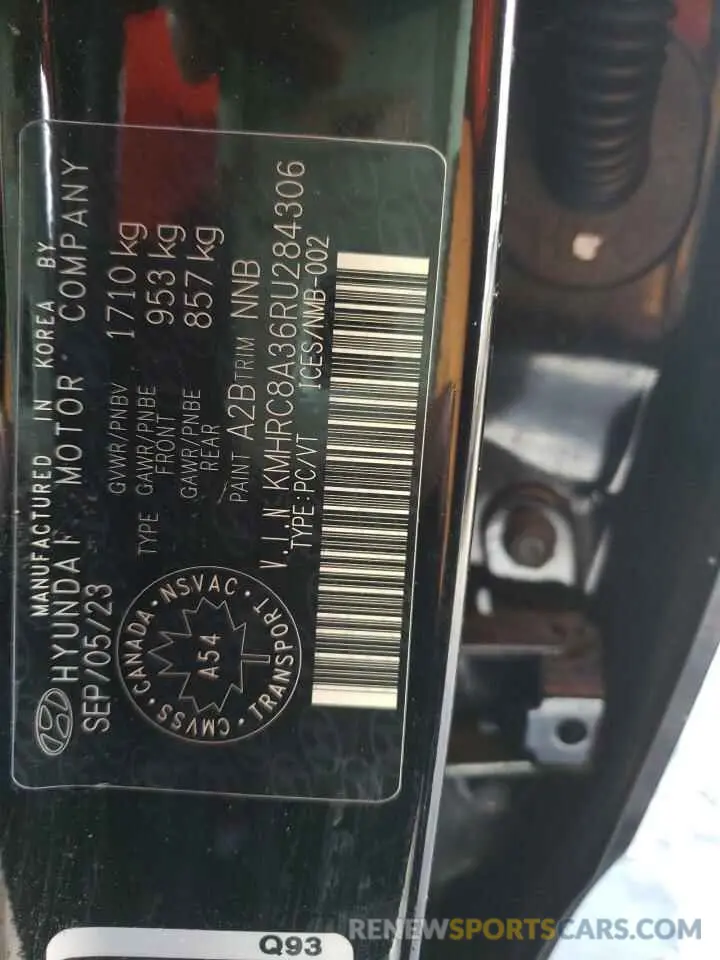 MANUFACTURED IN KOREA BY
HYUNDAI MOTOR COMPANY
SEP/05/23
GVWR/PNBV 1710 kg
TYPE GAWR/PNBE FRONT 953 kg
GAWR/PNBE REAR 857 kg
PAINT A2B TRIM NNB
V.I.N KMHRC8A36RU284306
TYPE:PC/VT ICES/NMB-002
CANADA · NSVAC · TRANSPORT · CMVSS
A54
Q93
RENEWSPORTSCARS.COM